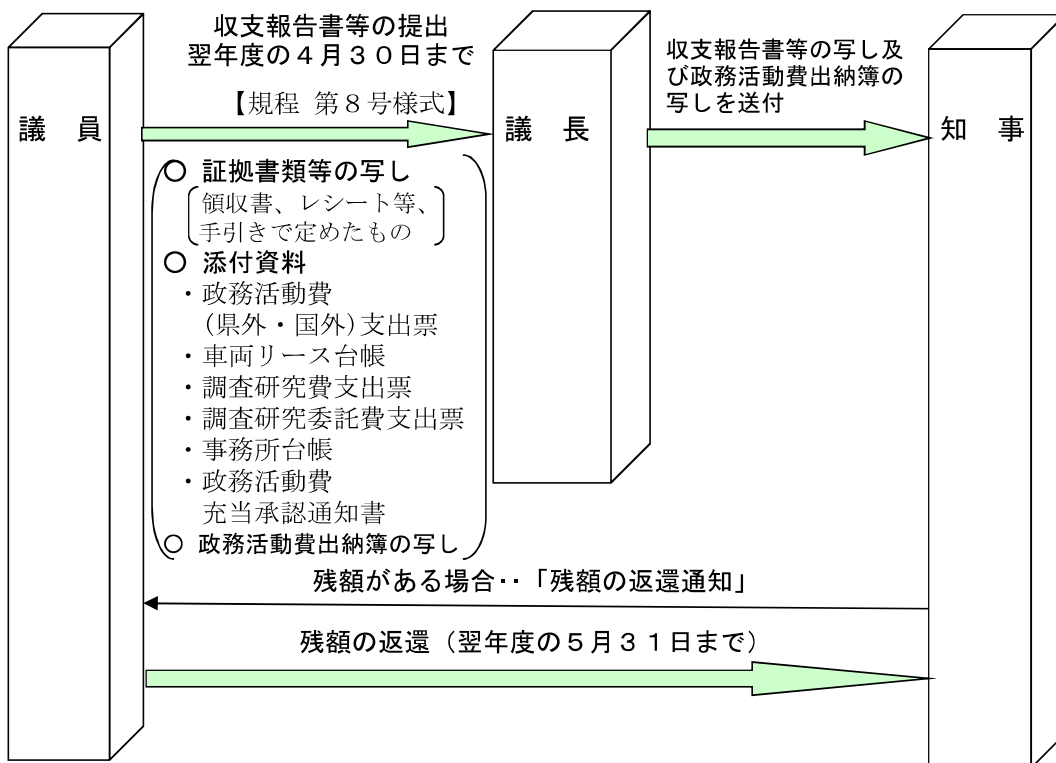 収支報告書等の提出
翌年度の4月30日まで
【規程 第8号様式】
収支報告書等の写し及
び政務活動費出納簿の
写しを送付
議 員
議 長
知 事
○ 証拠書類等の写し
領収書、レシート等、
手引きで定めたもの
○ 添付資料
・政務活動費
(県外・国外)支出票
・車両リース台帳
・調査研究費支出票
・調査研究委託費支出票
・事務所台帳
・政務活動費
充当承認通知書
○ 政務活動費出納簿の写し
残額がある場合‥「残額の返還通知」
残額の返還(翌年度の5月31日まで)